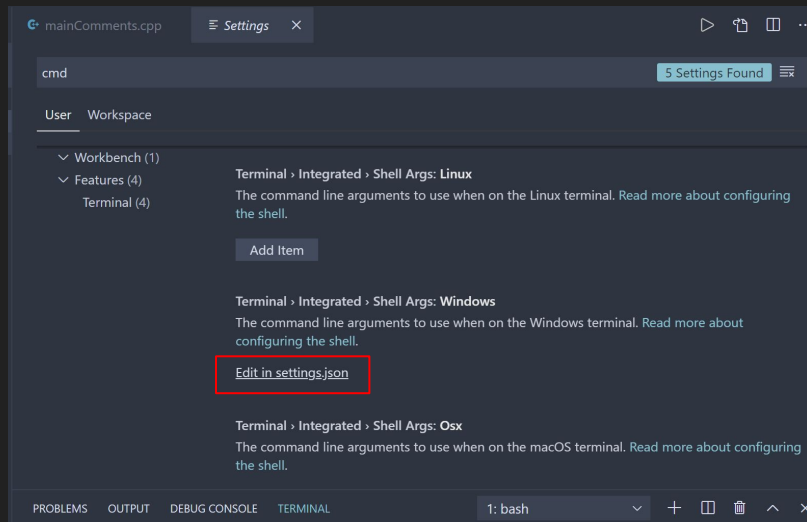 mainComments.cpp
Settings
cmd
5 Settings Found
User Workspace
Workbench (1)
Features (4)
Terminal (4)
Terminal › Integrated › Shell Args: Linux
The command line arguments to use when on the Linux terminal. Read more about configuring
the shell.
Add Item
Terminal › Integrated › Shell Args: Windows
The command line arguments to use when on the Windows terminal. Read more about
configuring the shell.
Edit in settings.json
Terminal › Integrated › Shell Args: Osx
The command line arguments to use when on the macOS terminal. Read more about configuring
the shell.
PROBLEMS OUTPUT DEBUG CONSOLE TERMINAL 1: bash